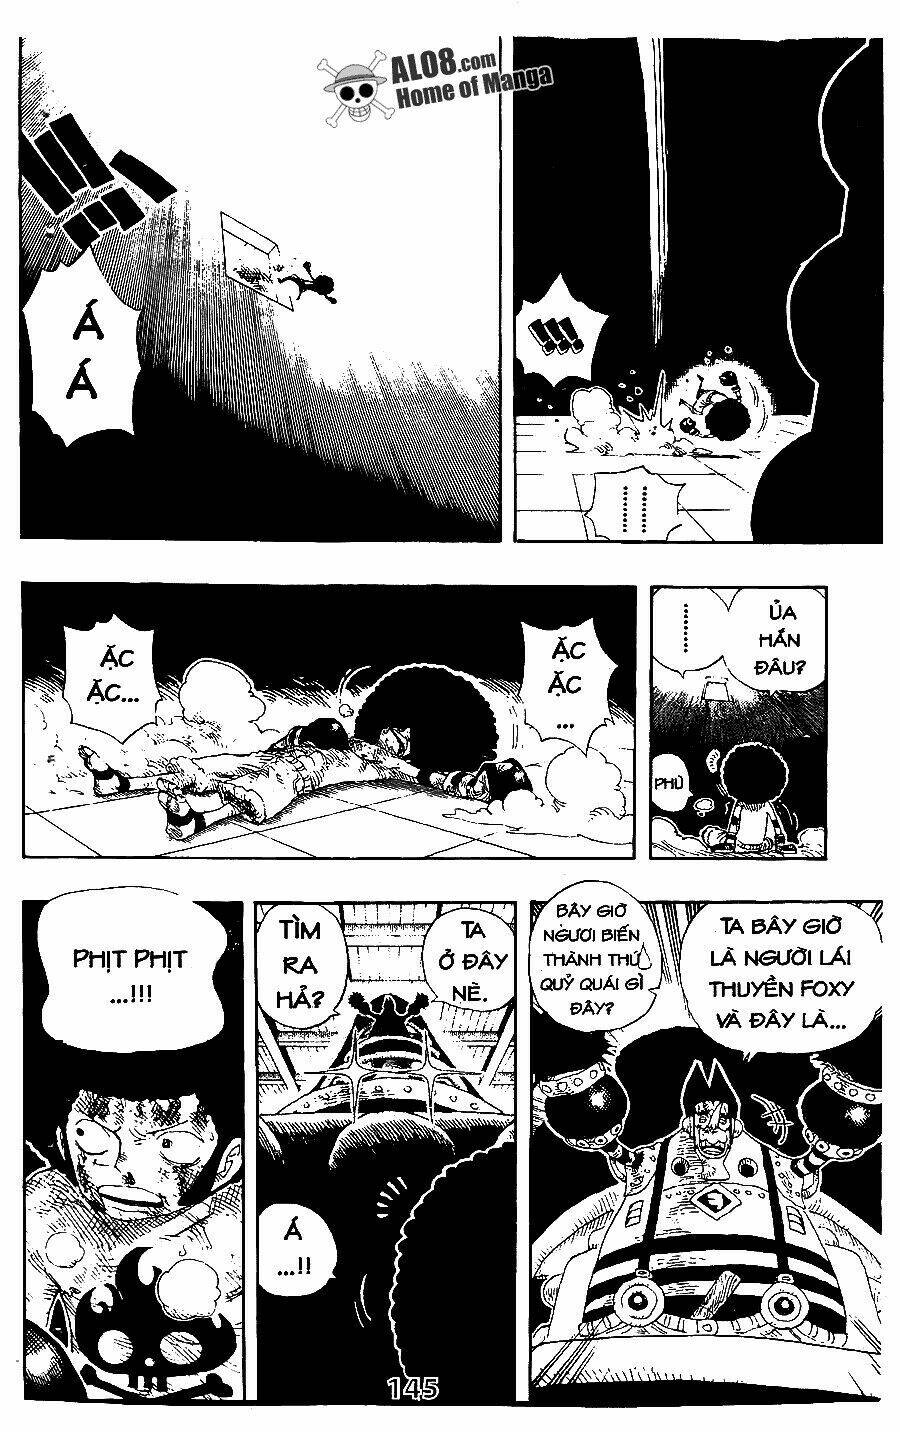 AL08.com
Home of Manga
Á
Á
!!!!
ỦA
HẮN
ĐÂU?
PHÙ
ẶC
ẶC
...
ẶC
ẶC...
TA BÂY GIỜ
LÀ NGƯỜI LÁI
THUYỀN FOXY
VÀ ĐÂY LÀ...
BÂY GIỜ
NGƯƠI BIẾN
THÀNH THỨ
QUỶ QUÁI GÌ
ĐÂY?
TA
Ở ĐÂY
NÈ.
TÌM
RA
HẢ?
Á
...!!
PHỊT PHỊT
...!!!
145